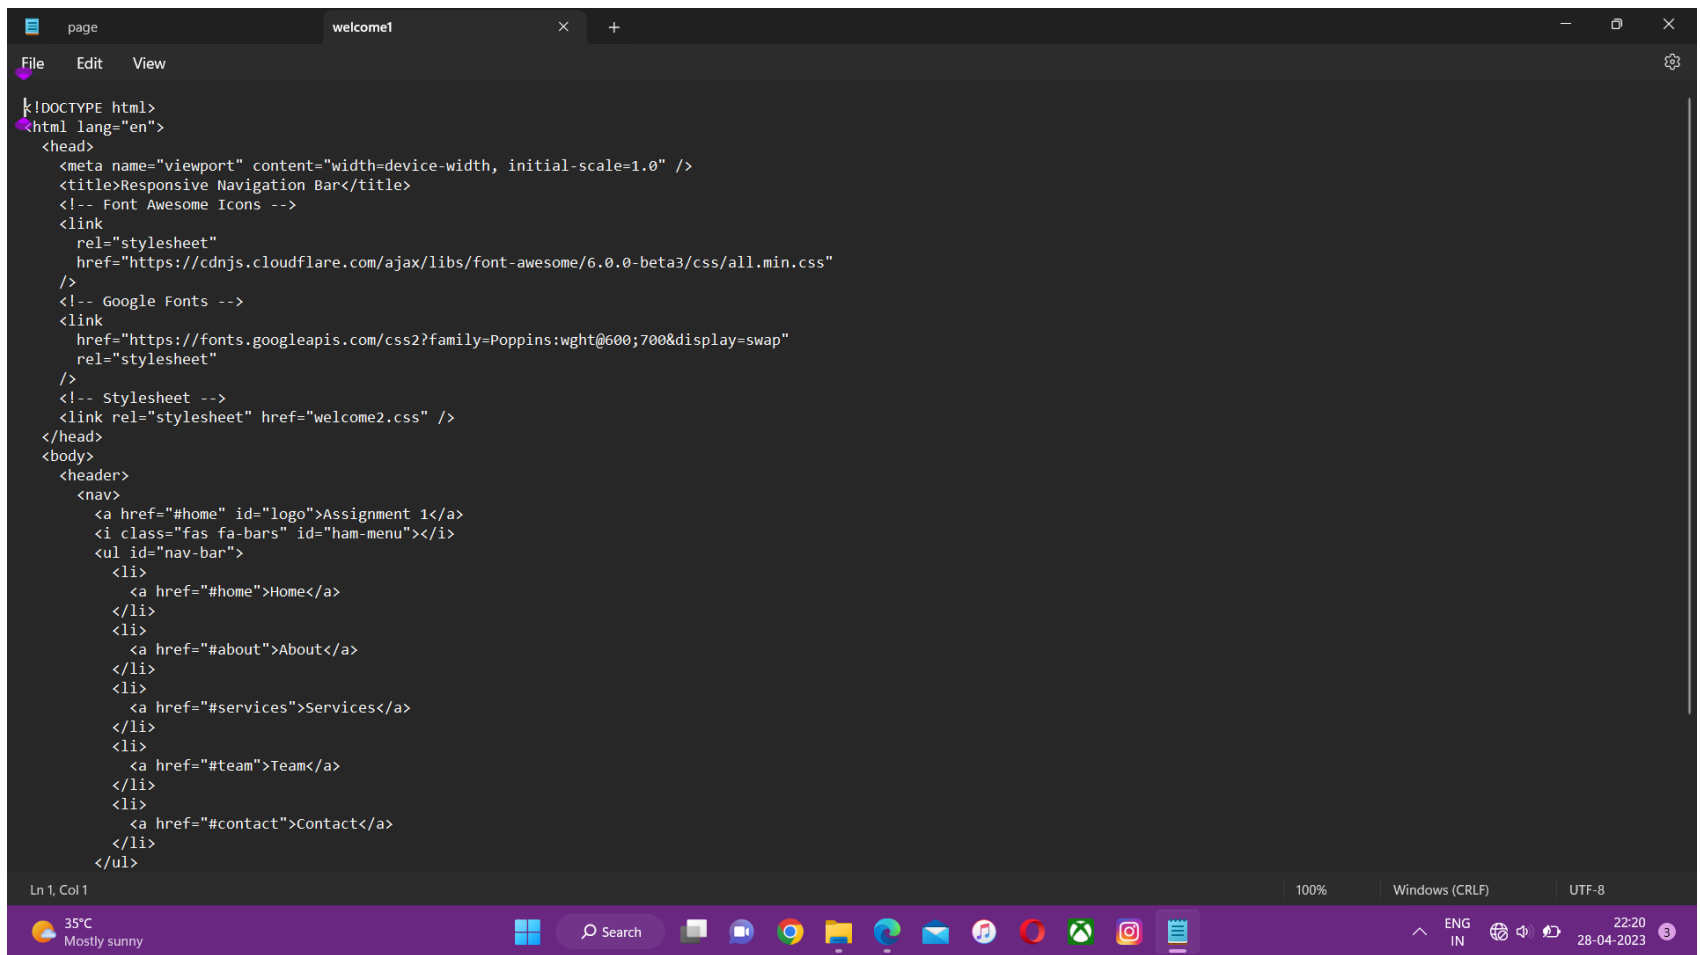 page
welcome1
File Edit View
<!DOCTYPE html>
<html lang="en">
  <head>
    <meta name="viewport" content="width=device-width, initial-scale=1.0" />
    <title>Responsive Navigation Bar</title>
    <!-- Font Awesome Icons -->
    <link
      rel="stylesheet"
      href="https://cdnjs.cloudflare.com/ajax/libs/font-awesome/6.0.0-beta3/css/all.min.css"
    />
    <!-- Google Fonts -->
    <link
      href="https://fonts.googleapis.com/css2?family=Poppins:wght@600;700&display=swap"
      rel="stylesheet"
    />
    <!-- Stylesheet -->
    <link rel="stylesheet" href="welcome2.css" />
  </head>
  <body>
    <header>
      <nav>
        <a href="#home" id="logo">Assignment 1</a>
        <i class="fas fa-bars" id="ham-menu"></i>
        <ul id="nav-bar">
          <li>
            <a href="#home">Home</a>
          </li>
          <li>
            <a href="#about">About</a>
          </li>
          <li>
            <a href="#services">Services</a>
          </li>
          <li>
            <a href="#team">Team</a>
          </li>
          <li>
            <a href="#contact">Contact</a>
          </li>
        </ul>
Ln 1, Col 1
100%
Windows (CRLF)
UTF-8
35°C
Mostly sunny
Search
ENG
IN
22:20
28-04-2023
3